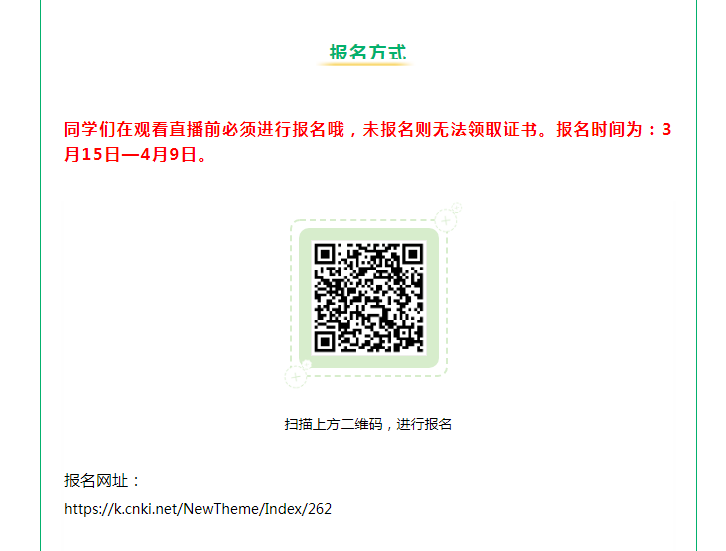 报名方式
同学们在观看直播前必须进行报名哦，未报名则无法领取证书。报名时间为：3
月15日—4月9日。
扫描上方二维码，进行报名
报名网址：
https://k.cnki.net/NewTheme/Index/262